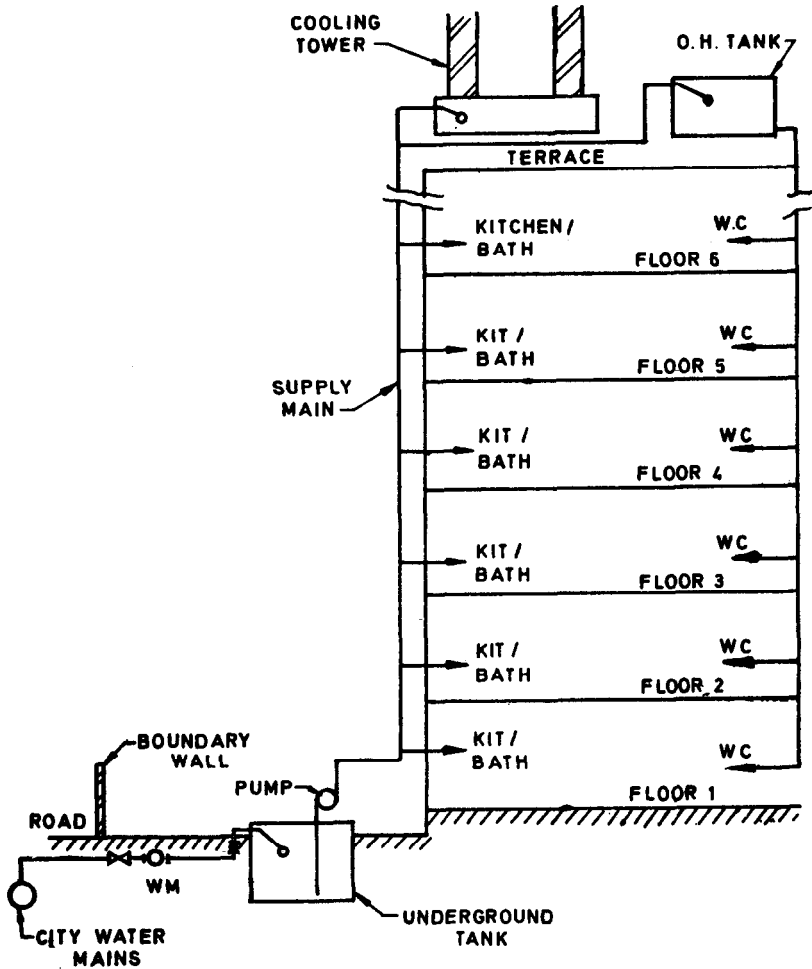 COOLING
TOWER
O.H. TANK
TERRACE
KITCHEN /
BATH
W.C
FLOOR 6
KIT /
BATH
WC
FLOOR 5
SUPPLY
MAIN
KIT /
BATH
WC
FLOOR 4
KIT /
BATH
WC
FLOOR 3
KIT /
BATH
WC
FLOOR 2
KIT/
BATH
WC
FLOOR 1
BOUNDARY
WALL
PUMP
ROAD
WM
UNDERGROUND
TANK
CITY WATER
MAINS